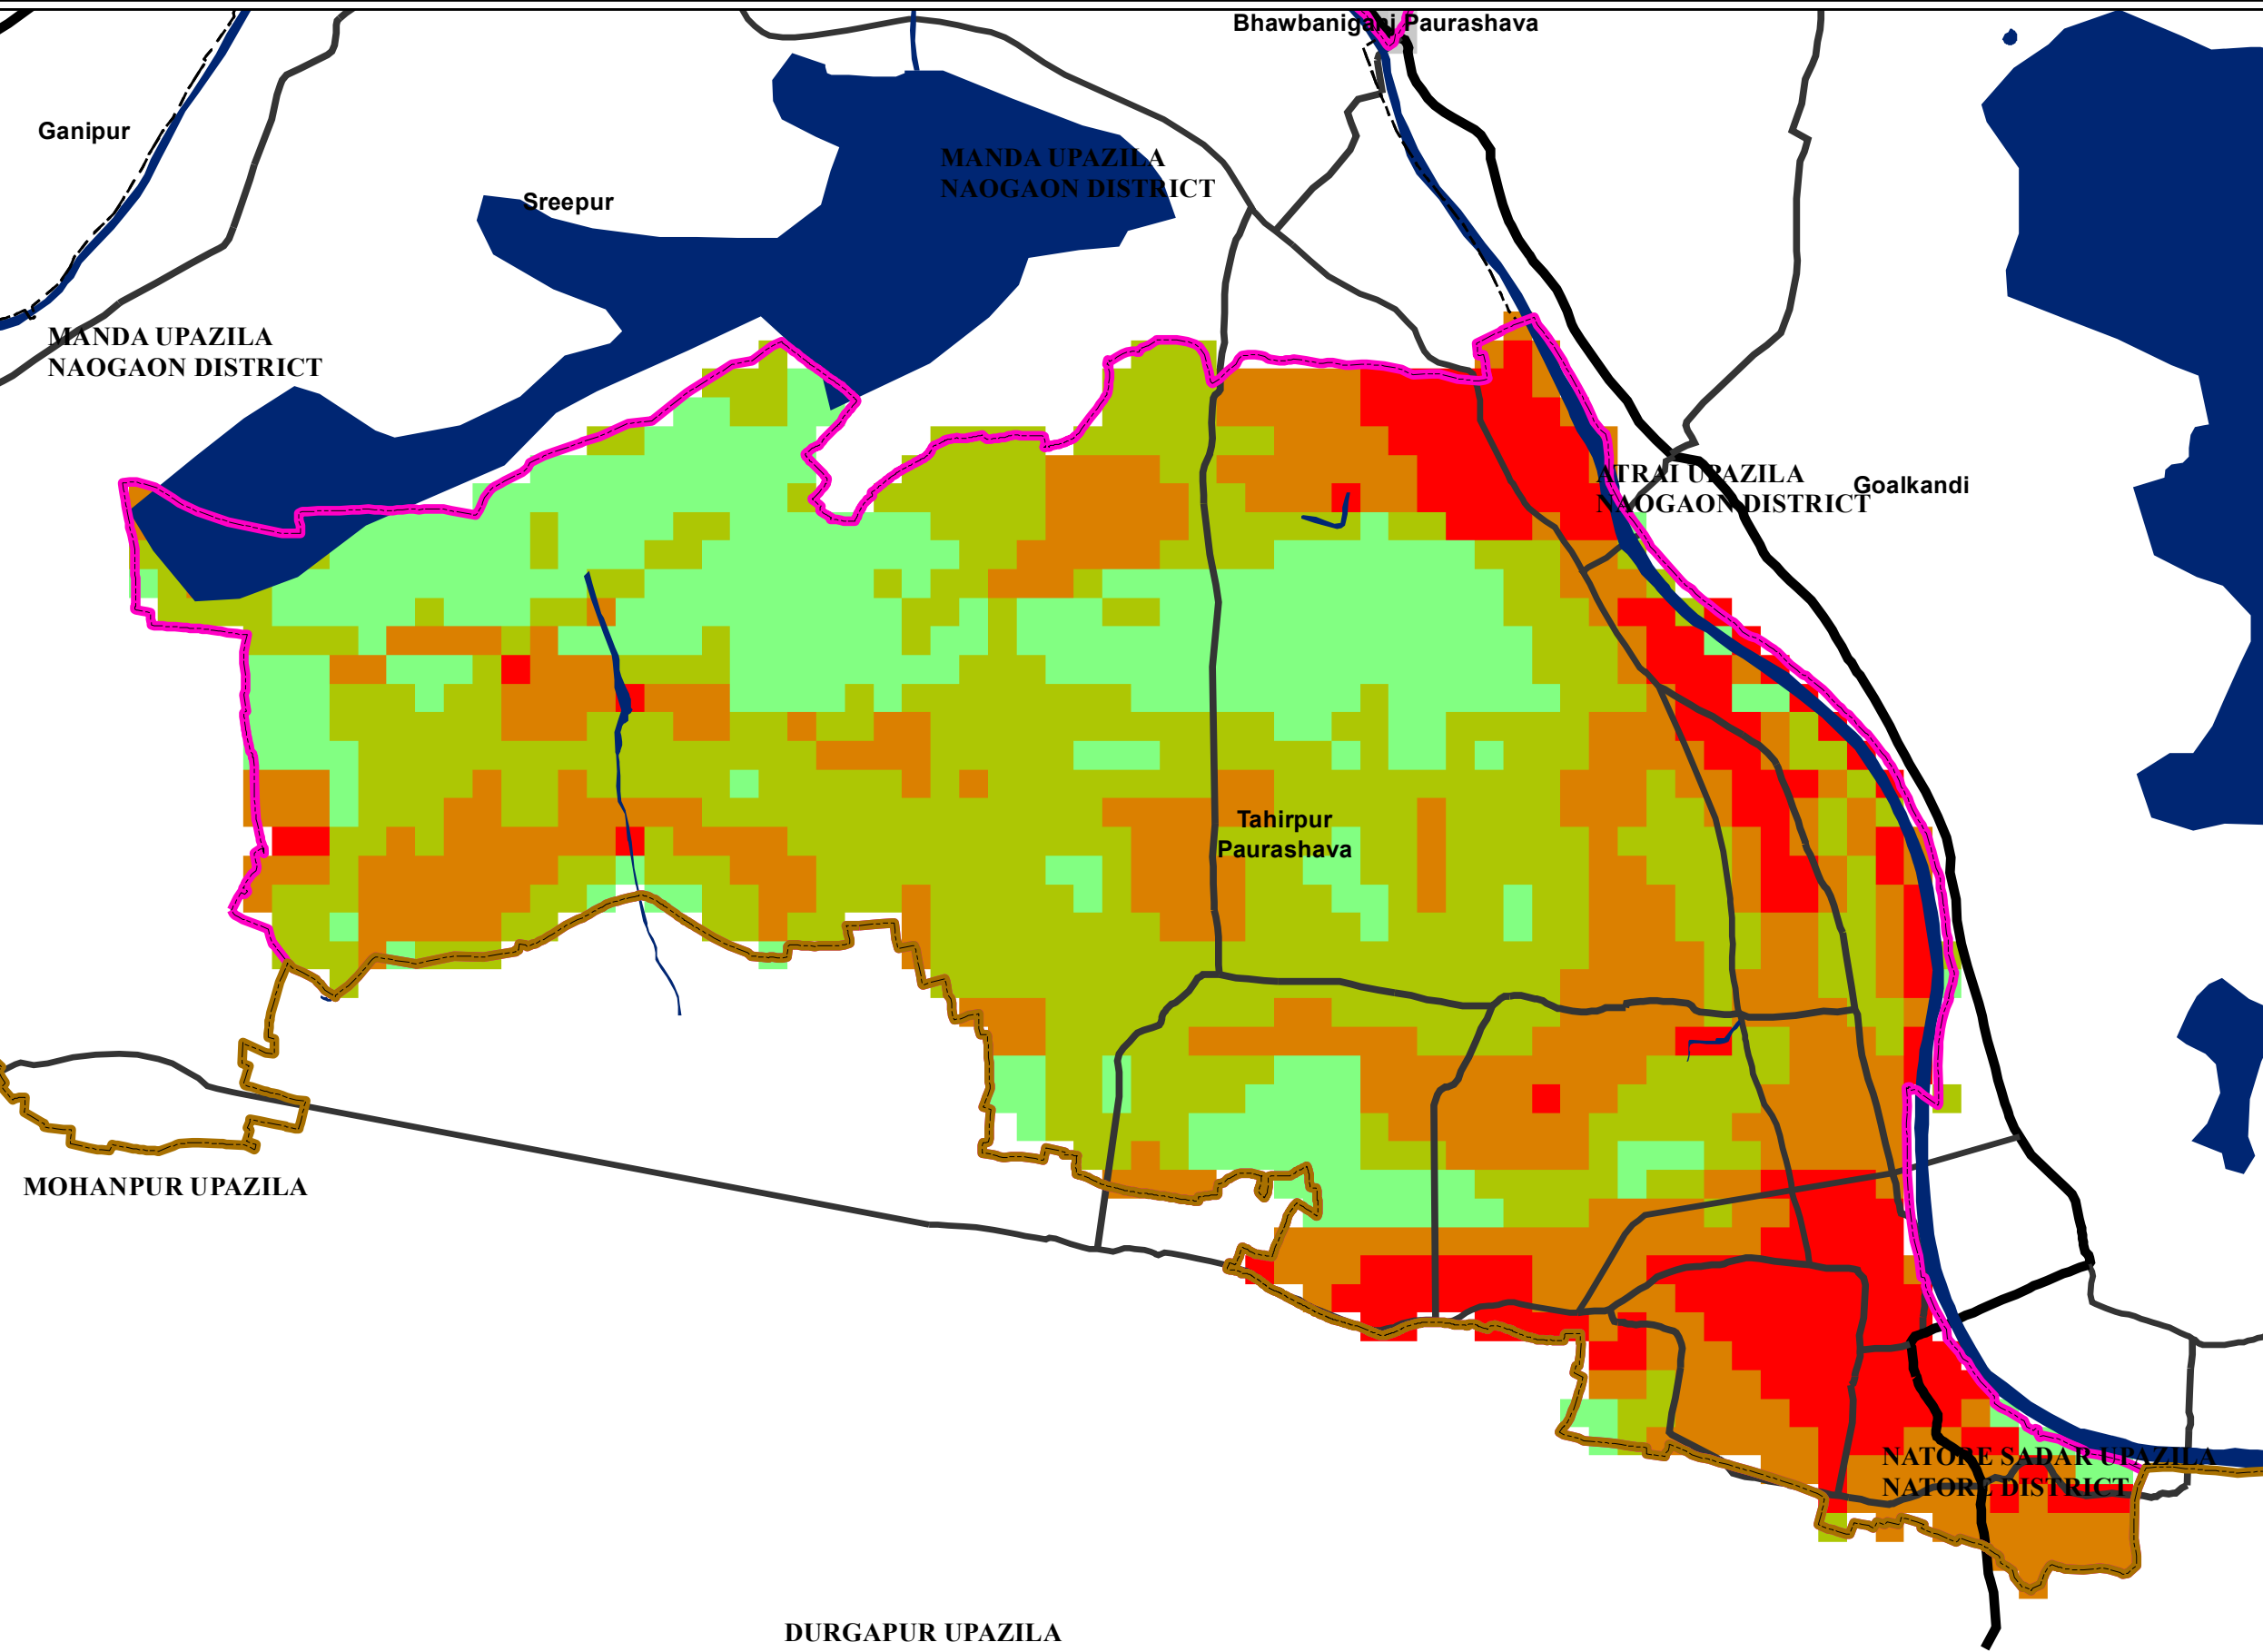 Bhawbaniganj Paurashava
Ganipur
MANDA UPAZILA
NAOGAON DISTRICT
Sreepur
MANDA UPAZILA
NAOGAON DISTRICT
ATRAI UPAZILA
NAOGAON DISTRICT
Goalkandi
Tahirpur
Paurashava
MOHANPUR UPAZILA
NATORE SADAR UPAZILA
NATORE DISTRICT
DURGAPUR UPAZILA